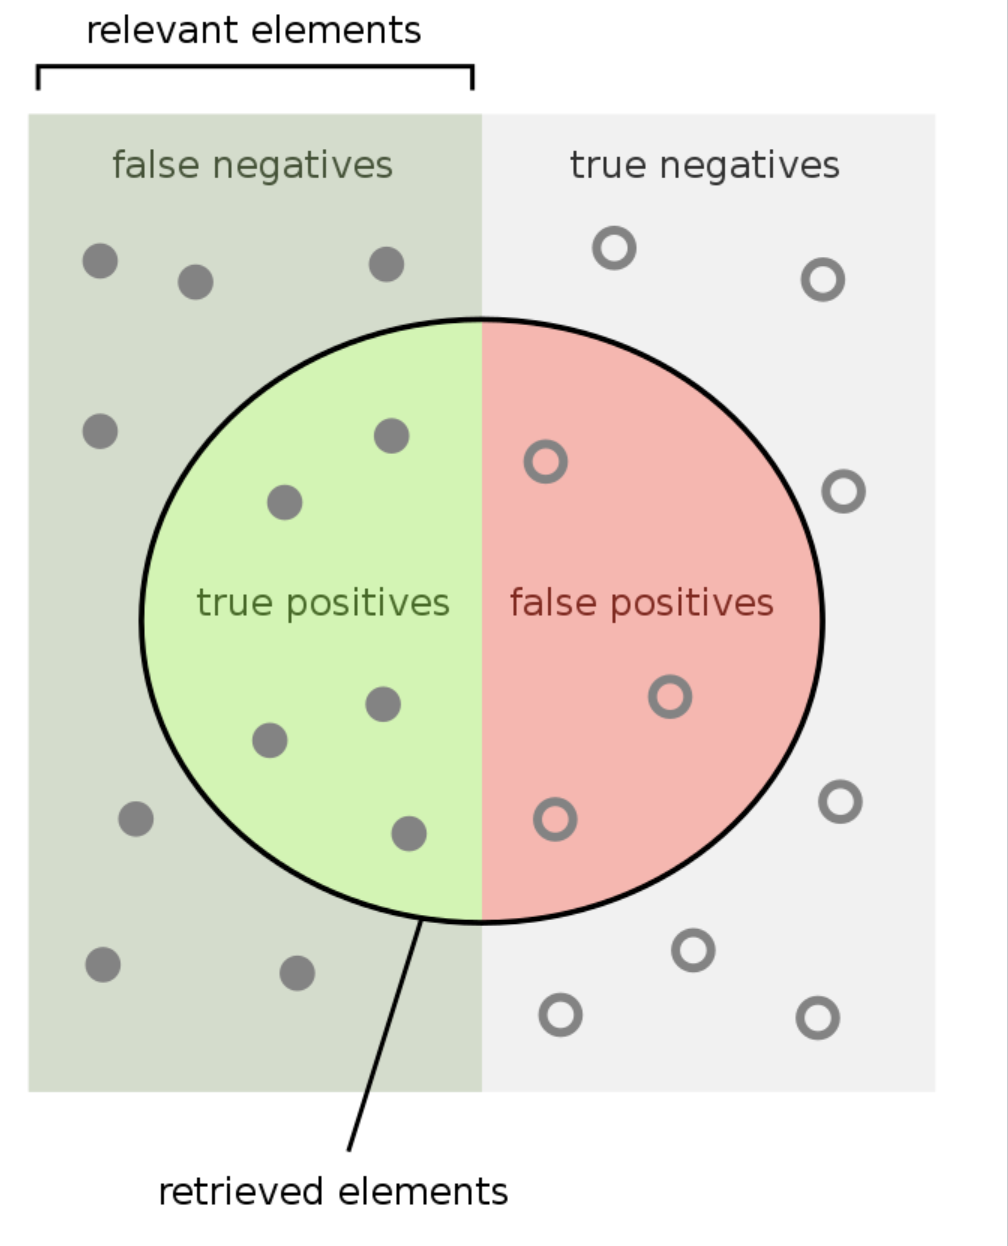 relevant elements
false negatives
true negatives
true positives
false positives
retrieved elements